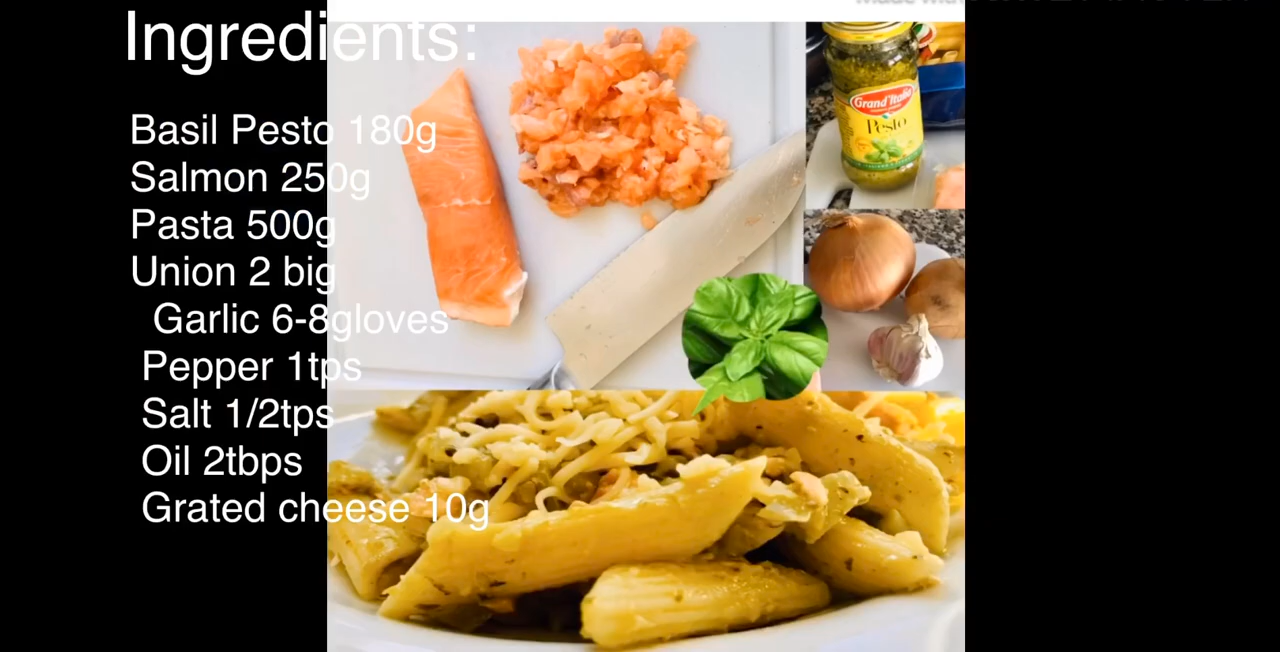 Ingredients:
Basil Pesto 180g
Salmon 250g
Pasta 500g
Union 2 big
Garlic 6-8gloves
Pepper 1tps
Salt 1/2tps
Oil 2tbps
Grated cheese 10g
Grand'Italia
Pesto